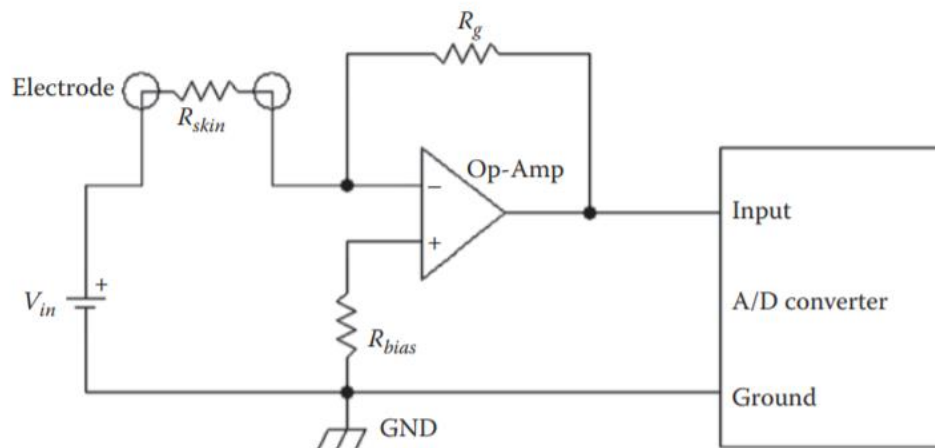 R_g
Electrode
R_skin
Op-Amp
−
+
Input
+
V_in
A/D converter
R_bias
Ground
GND